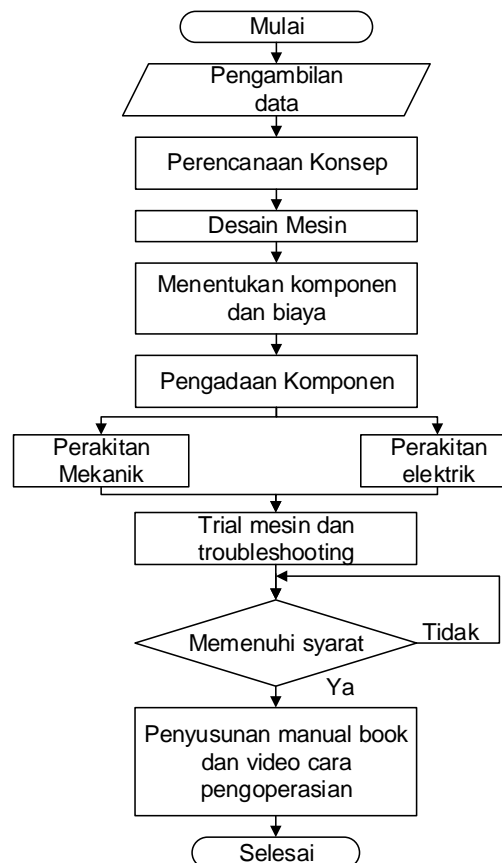 Mulai
Pengambilan
data
Perencanaan Konsep
Desain Mesin
Menentukan komponen
dan biaya
Pengadaan Komponen
Perakitan
Mekanik
Perakitan
elektrik
Trial mesin dan
troubleshooting
Memenuhi syarat
Tidak
Ya
Penyusunan manual book
dan video cara
pengoperasian
Selesai